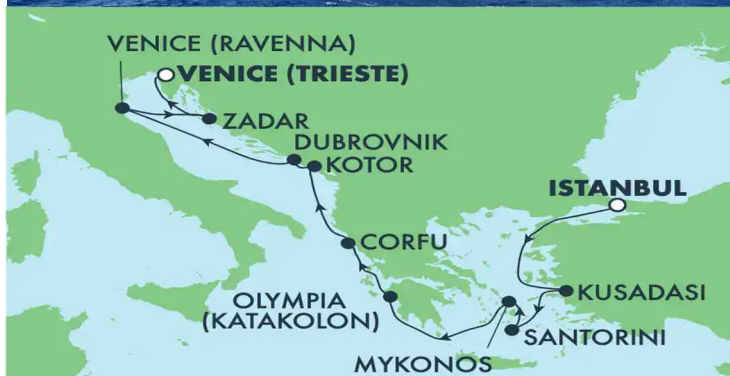 VENICE (RAVENNA)
VENICE (TRIESTE)
ZADAR
DUBROVNIK
KOTOR
ISTANBUL
CORFU
KUSADASI
OLYMPIA
(KATAKOLON)
SANTORINI
MYKONOS